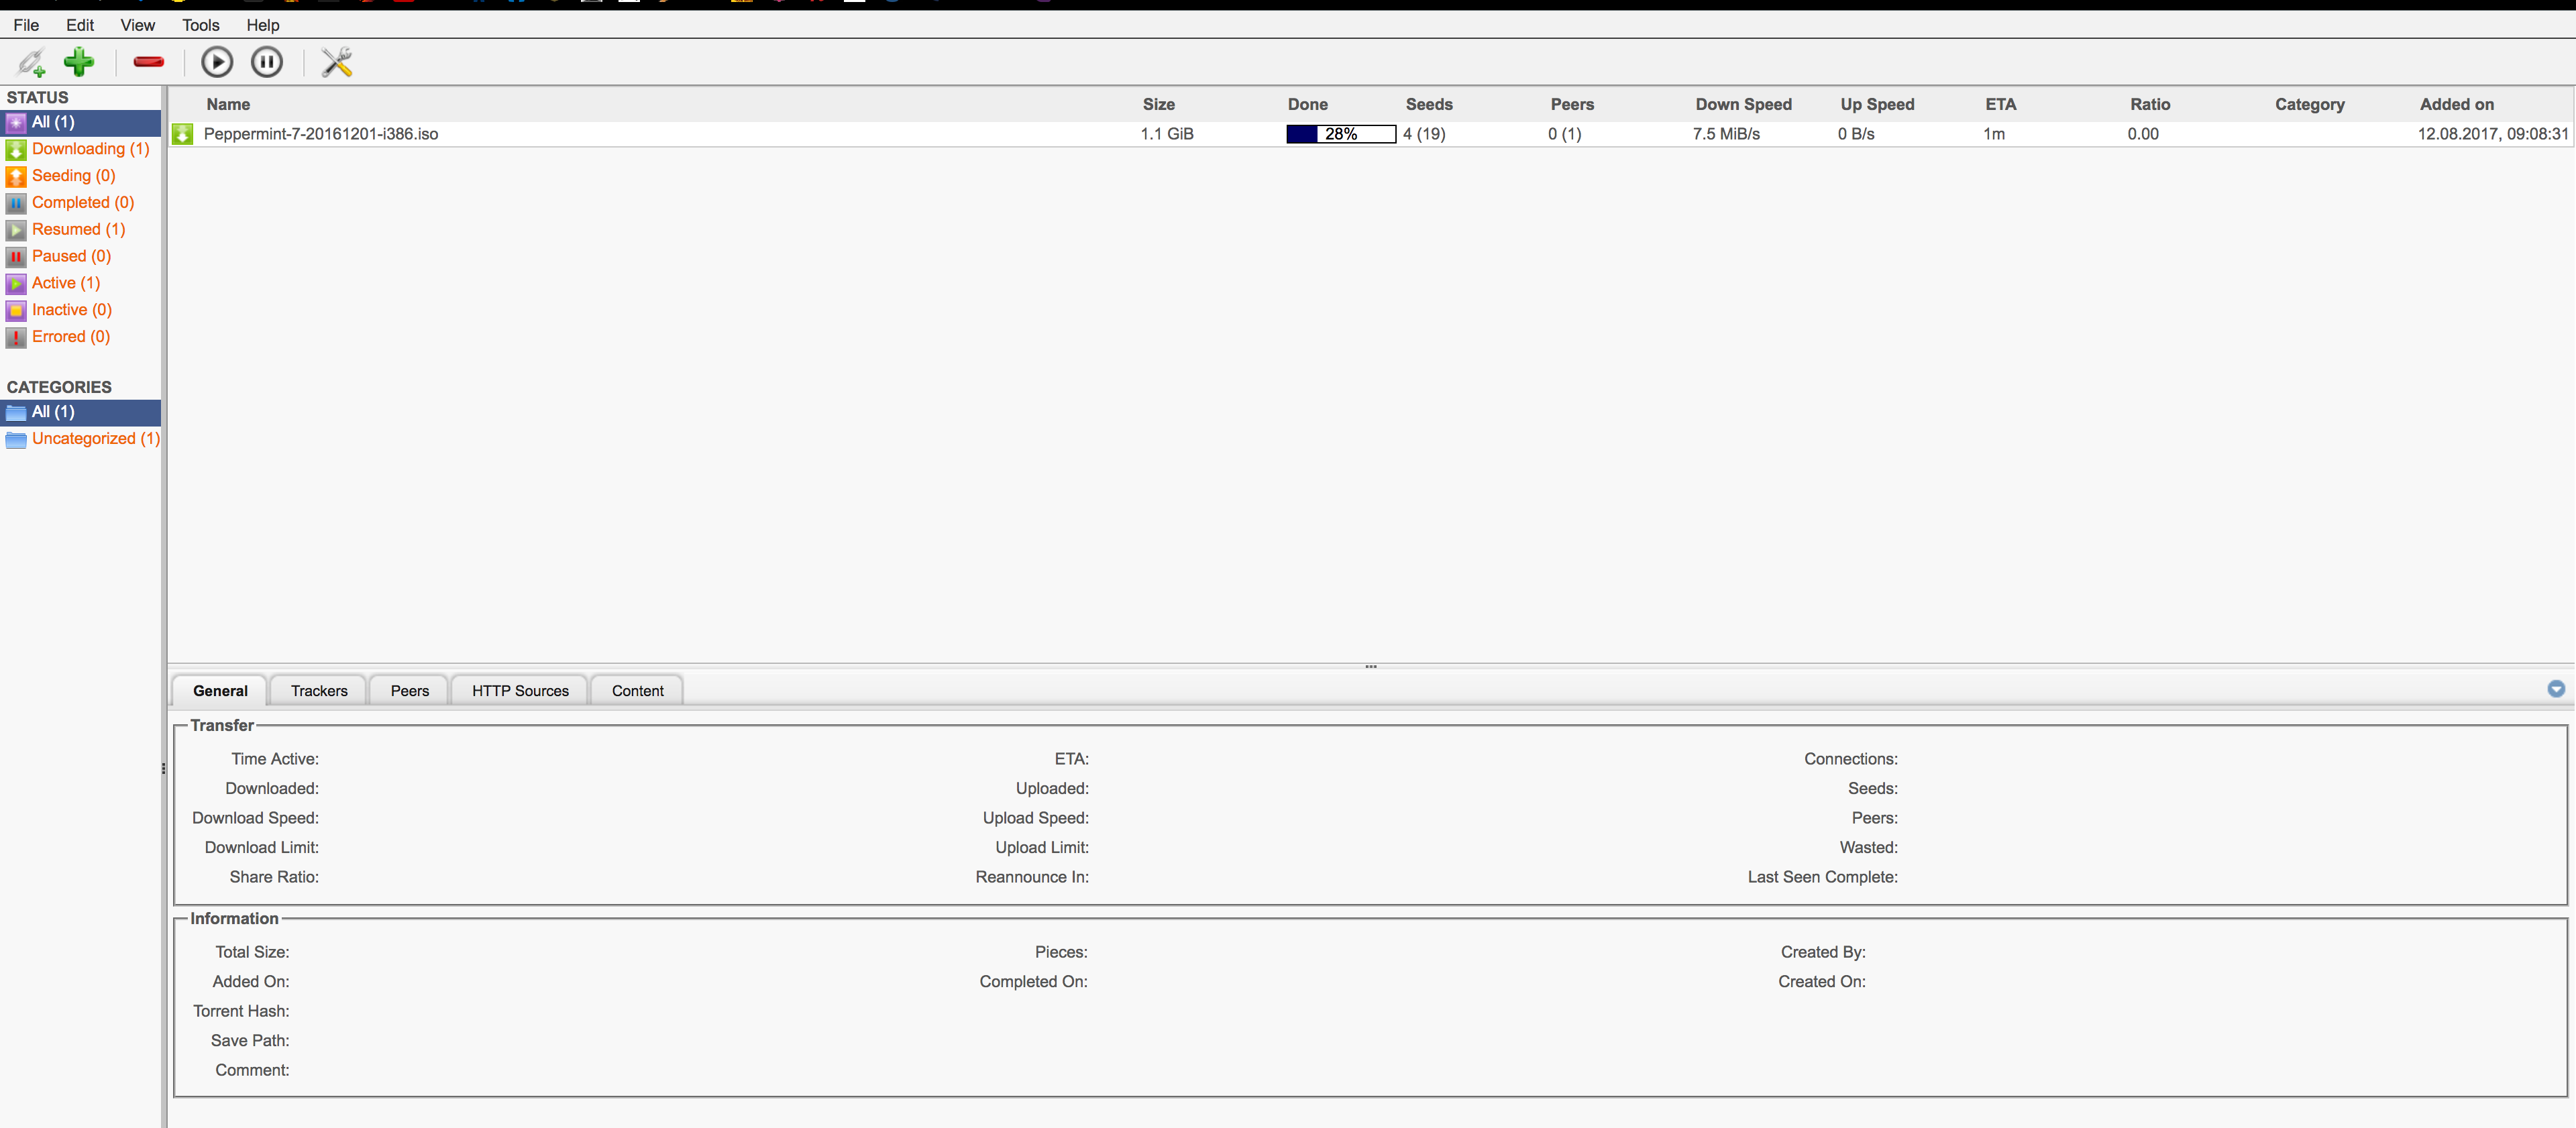 File Edit View Tools Help
STATUS
All (1)
Downloading (1)
Seeding (0)
Completed (0)
Resumed (1)
Paused (0)
Active (1)
Inactive (0)
Errored (0)
CATEGORIES
All (1)
Uncategorized (1)
Name Size Done Seeds Peers Down Speed Up Speed ETA Ratio Category Added on
Peppermint-7-20161201-i386.iso 1.1 GiB 28% 4 (19) 0 (1) 7.5 MiB/s 0 B/s 1m 0.00 12.08.2017, 09:08:31
General Trackers Peers HTTP Sources Content
Transfer
Time Active: ETA: Connections:
Downloaded: Uploaded: Seeds:
Download Speed: Upload Speed: Peers:
Download Limit: Upload Limit: Wasted:
Share Ratio: Reannounce In: Last Seen Complete:
Information
Total Size: Pieces: Created By:
Added On: Completed On: Created On:
Torrent Hash:
Save Path:
Comment: